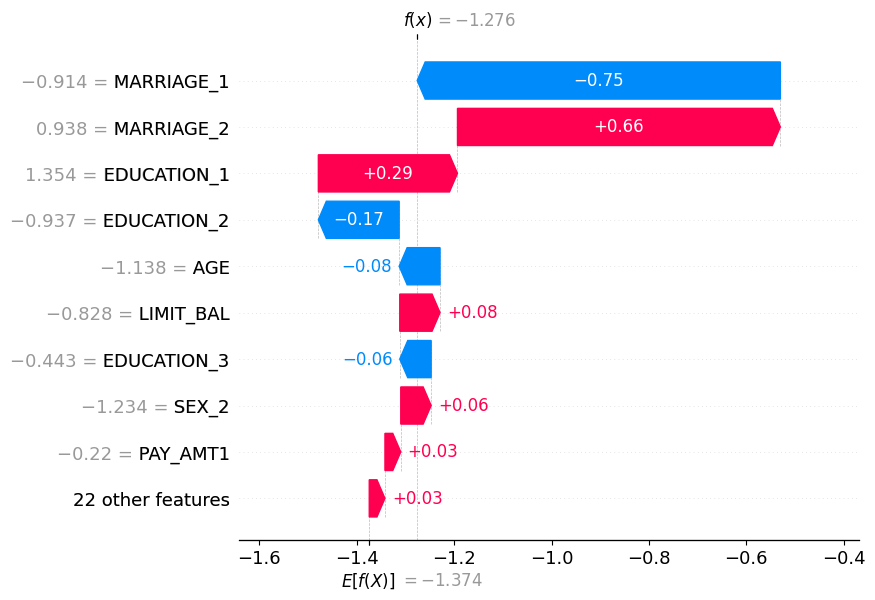 f(x) = −1.276
−0.914 = MARRIAGE_1 −0.75
0.938 = MARRIAGE_2 +0.66
1.354 = EDUCATION_1 +0.29
−0.937 = EDUCATION_2 −0.17
−1.138 = AGE −0.08
−0.828 = LIMIT_BAL +0.08
−0.443 = EDUCATION_3 −0.06
−1.234 = SEX_2 +0.06
−0.22 = PAY_AMT1 +0.03
22 other features +0.03
−1.6 −1.4 −1.2 −1.0 −0.8 −0.6 −0.4
E[f(X)] = −1.374